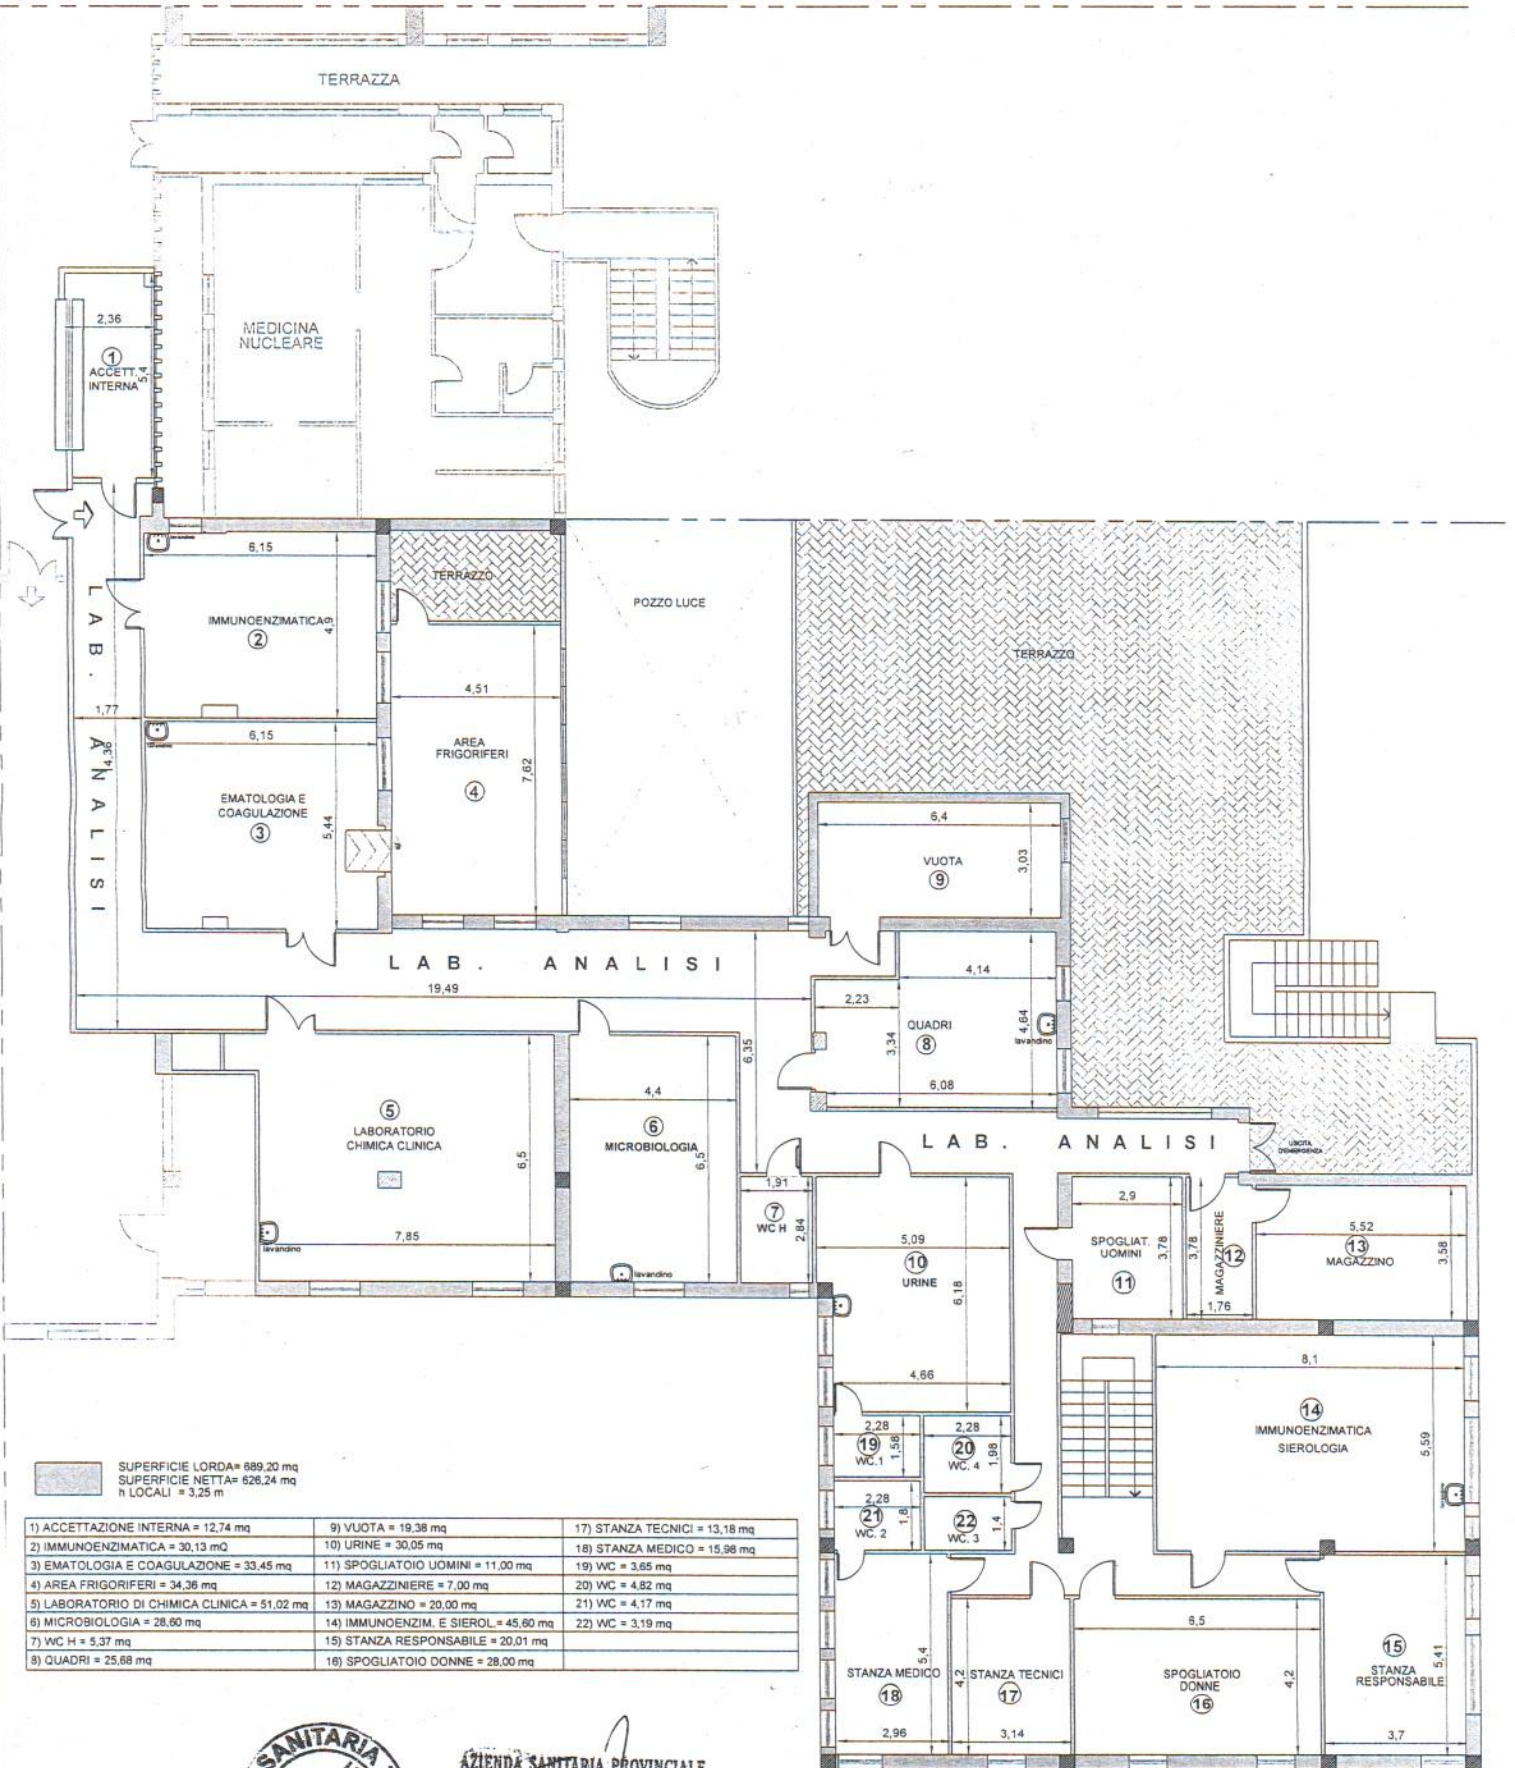 TERRAZZA
MEDICINA
NUCLEARE
2,36
1
ACCETT.
INTERNA
5,4
6,15
IMMUNOENZIMATICA
2
4,9
TERRAZZO
POZZO LUCE
TERRAZZO
LAB. ANALISI
1,77
4,36
6,15
EMATOLOGIA E
COAGULAZIONE
3
5,44
4,51
AREA
FRIGORIFERI
4
7,62
6,4
VUOTA
9
3,03
LAB. ANALISI
19,49
4,14
2,23
QUADRI
8
3,34
4,64
lavandino
6,08
6,35
5
LABORATORIO
CHIMICA CLINICA
6,5
7,85
lavandino
4,4
6
MICROBIOLOGIA
6,5
lavandino
LAB. ANALISI
USCITA
D'EMERGENZA
1,91
7
WC H
2,84
5,09
10
URINE
6,18
4,66
2,9
SPOGLIAT.
UOMINI
11
3,78
3,78
MAGAZZINIERE
12
1,76
5,52
13
MAGAZZINO
3,58
8,1
14
IMMUNOENZIMATICA
SIEROLOGIA
5,59
2,28
19
WC.1
1,58
2,28
20
WC. 4
1,98
2,28
21
WC. 2
1,8
22
WC. 3
1,4
SUPERFICIE LORDA= 689,20 mq
SUPERFICIE NETTA= 626,24 mq
h LOCALI = 3,25 m
1) ACCETTAZIONE INTERNA = 12,74 mq
2) IMMUNOENZIMATICA = 30,13 mQ
3) EMATOLOGIA E COAGULAZIONE = 33,45 mq
4) AREA FRIGORIFERI = 34,36 mq
5) LABORATORIO DI CHIMICA CLINICA = 51,02 mq
6) MICROBIOLOGIA = 28,60 mq
7) WC H = 5,37 mq
8) QUADRI = 25,68 mq
9) VUOTA = 19,38 mq
10) URINE = 30,05 mq
11) SPOGLIATOIO UOMINI = 11,00 mq
12) MAGAZZINIERE = 7,00 mq
13) MAGAZZINO = 20,00 mq
14) IMMUNOENZIM. E SIEROL.= 45,60 mq
15) STANZA RESPONSABILE = 20,01 mq
16) SPOGLIATOIO DONNE = 28,00 mq
17) STANZA TECNICI = 13,18 mq
18) STANZA MEDICO = 15,98 mq
19) WC = 3,65 mq
20) WC = 4,82 mq
21) WC = 4,17 mq
22) WC = 3,19 mq
5,4
STANZA MEDICO
18
2,96
4,2
STANZA TECNICI
17
3,14
6,5
SPOGLIATOIO
DONNE
16
4,2
15
STANZA
RESPONSABILE
5,41
3,7
SANITARIA
AZIENDA SANITARIA PROVINCIALE